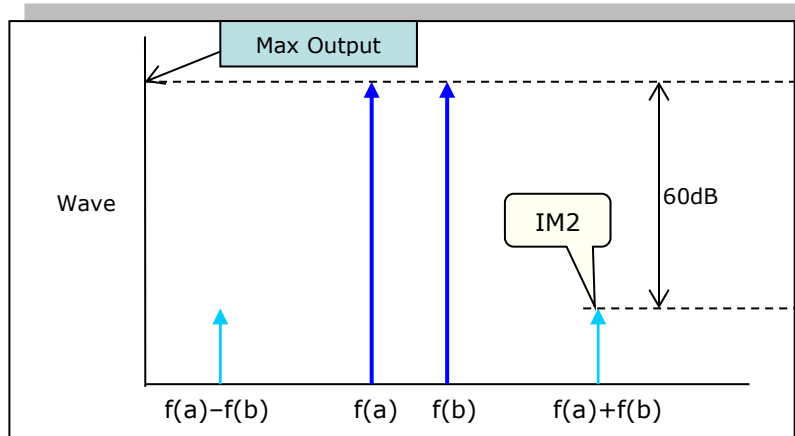 Max Output
Wave
60dB
IM2
f(a)−f(b)
f(a)
f(b)
f(a)+f(b)